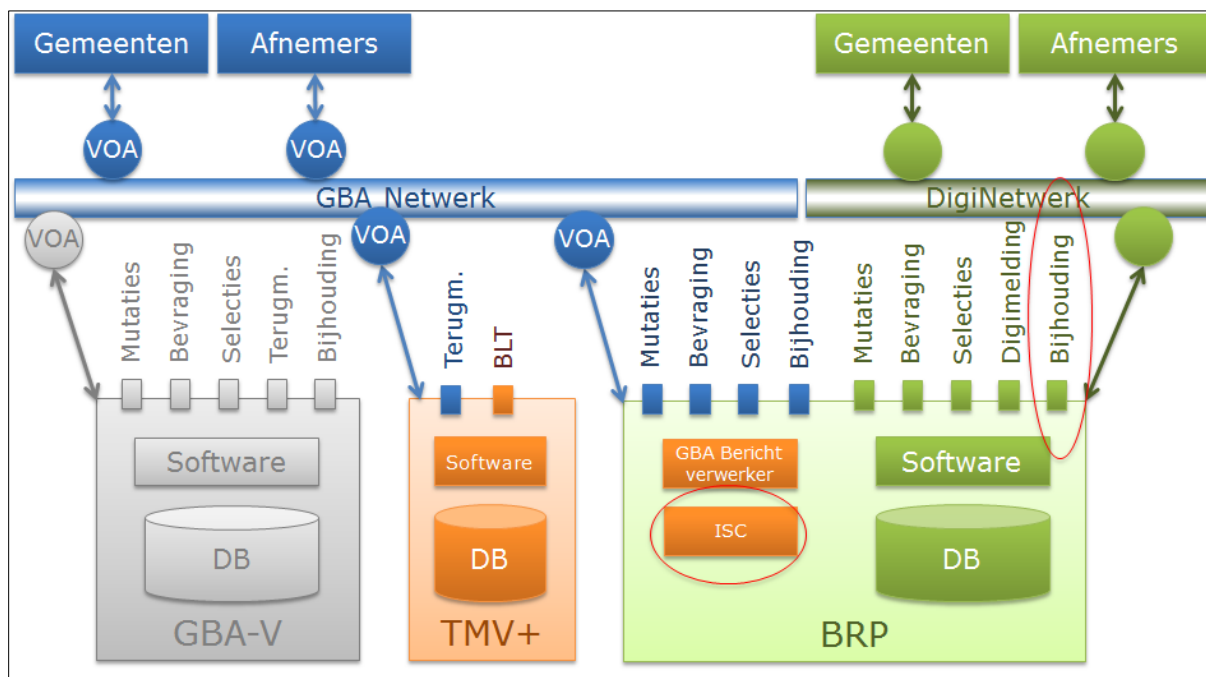 Gemeenten
Afnemers
Gemeenten
Afnemers
VOA
VOA
GBA Netwerk
DigiNetwerk
VOA
VOA
VOA
Mutaties
Bevraging
Selecties
Terugm.
Bijhouding
Terugm.
BLT
Mutaties
Bevraging
Selecties
Bijhouding
Mutaties
Bevraging
Selecties
Digimelding
Bijhouding
Software
DB
GBA-V
Software
DB
TMV+
GBA Bericht
verwerker
ISC
Software
DB
BRP